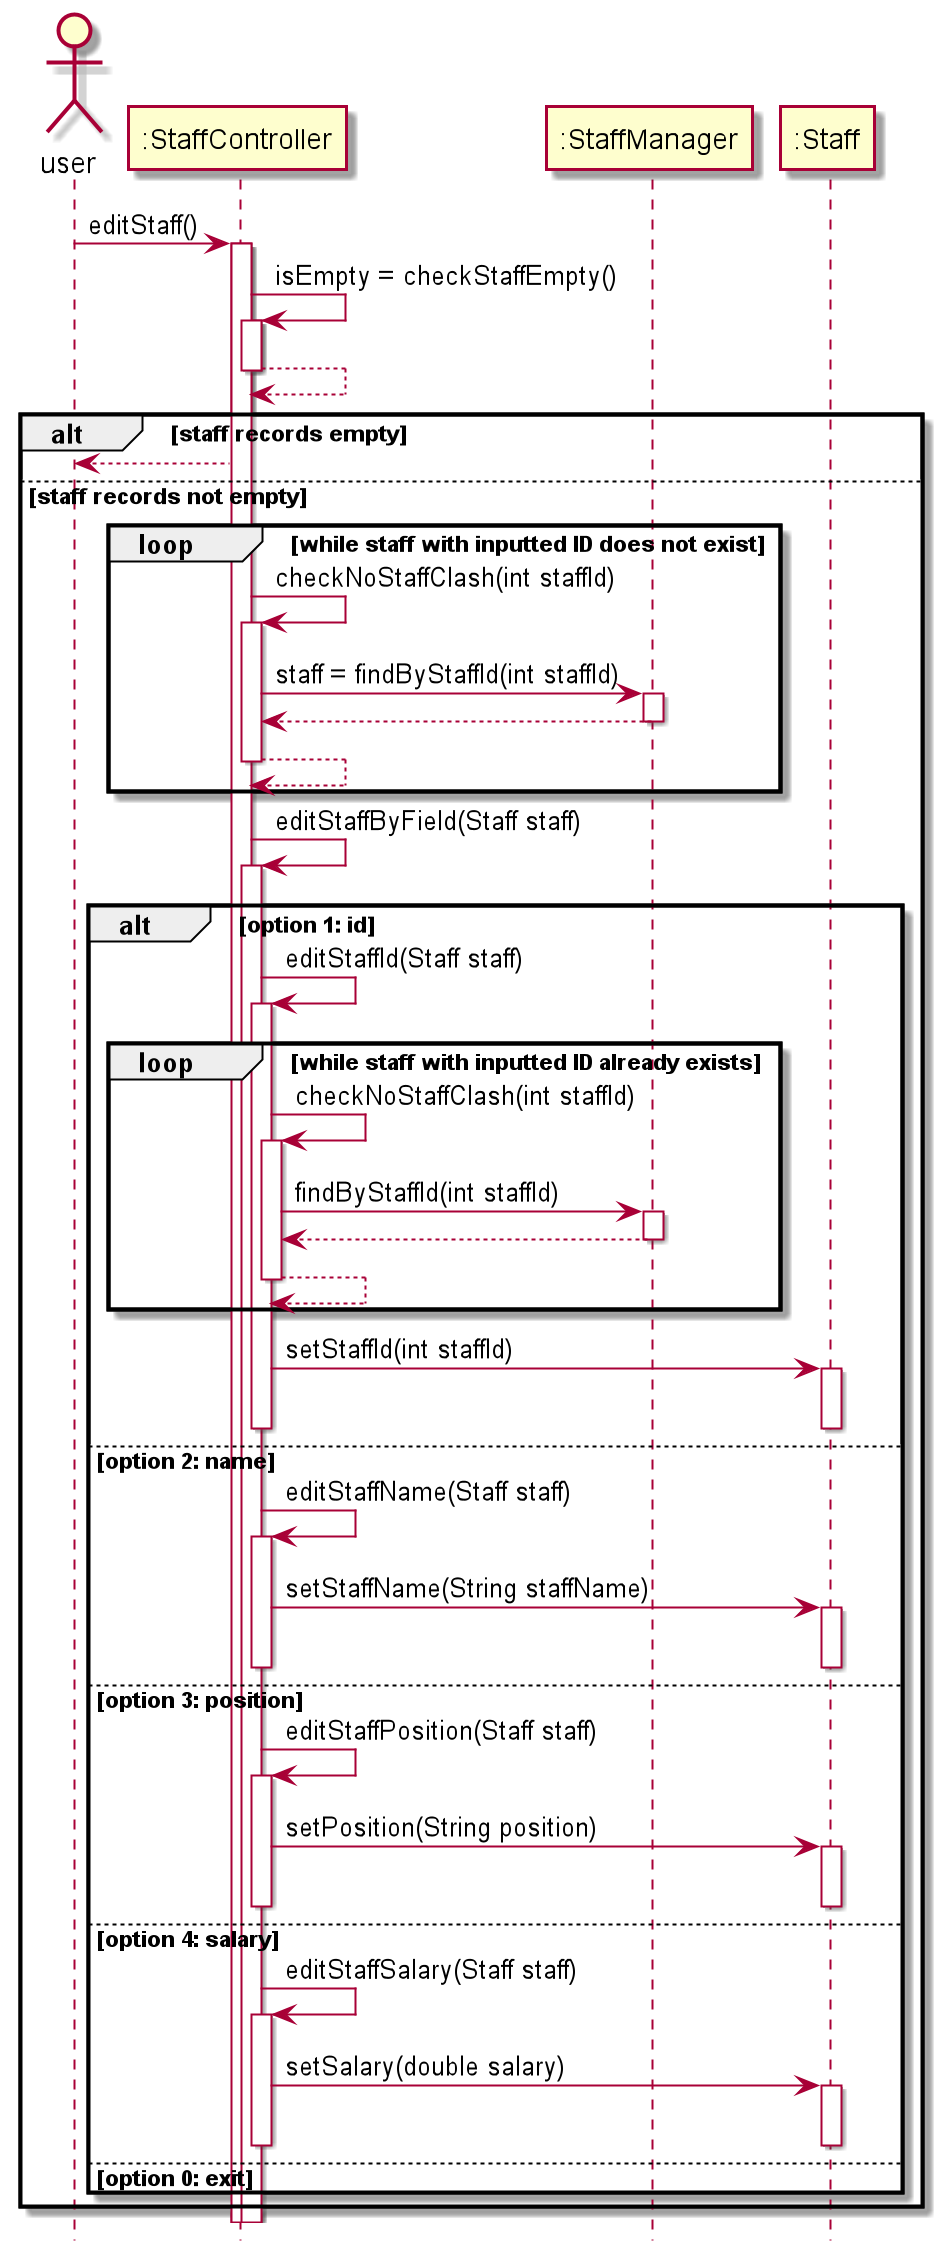 user
:StaffController
:StaffManager
:Staff
editStaff()
isEmpty = checkStaffEmpty()
alt [staff records empty]
[staff records not empty]
loop [while staff with inputted ID does not exist]
checkNoStaffClash(int staffId)
staff = findByStaffId(int staffId)
editStaffByField(Staff staff)
alt [option 1: id]
editStaffId(Staff staff)
loop [while staff with inputted ID already exists]
checkNoStaffClash(int staffId)
findByStaffId(int staffId)
setStaffId(int staffId)
[option 2: name]
editStaffName(Staff staff)
setStaffName(String staffName)
[option 3: position]
editStaffPosition(Staff staff)
setPosition(String position)
[option 4: salary]
editStaffSalary(Staff staff)
setSalary(double salary)
[option 0: exit]